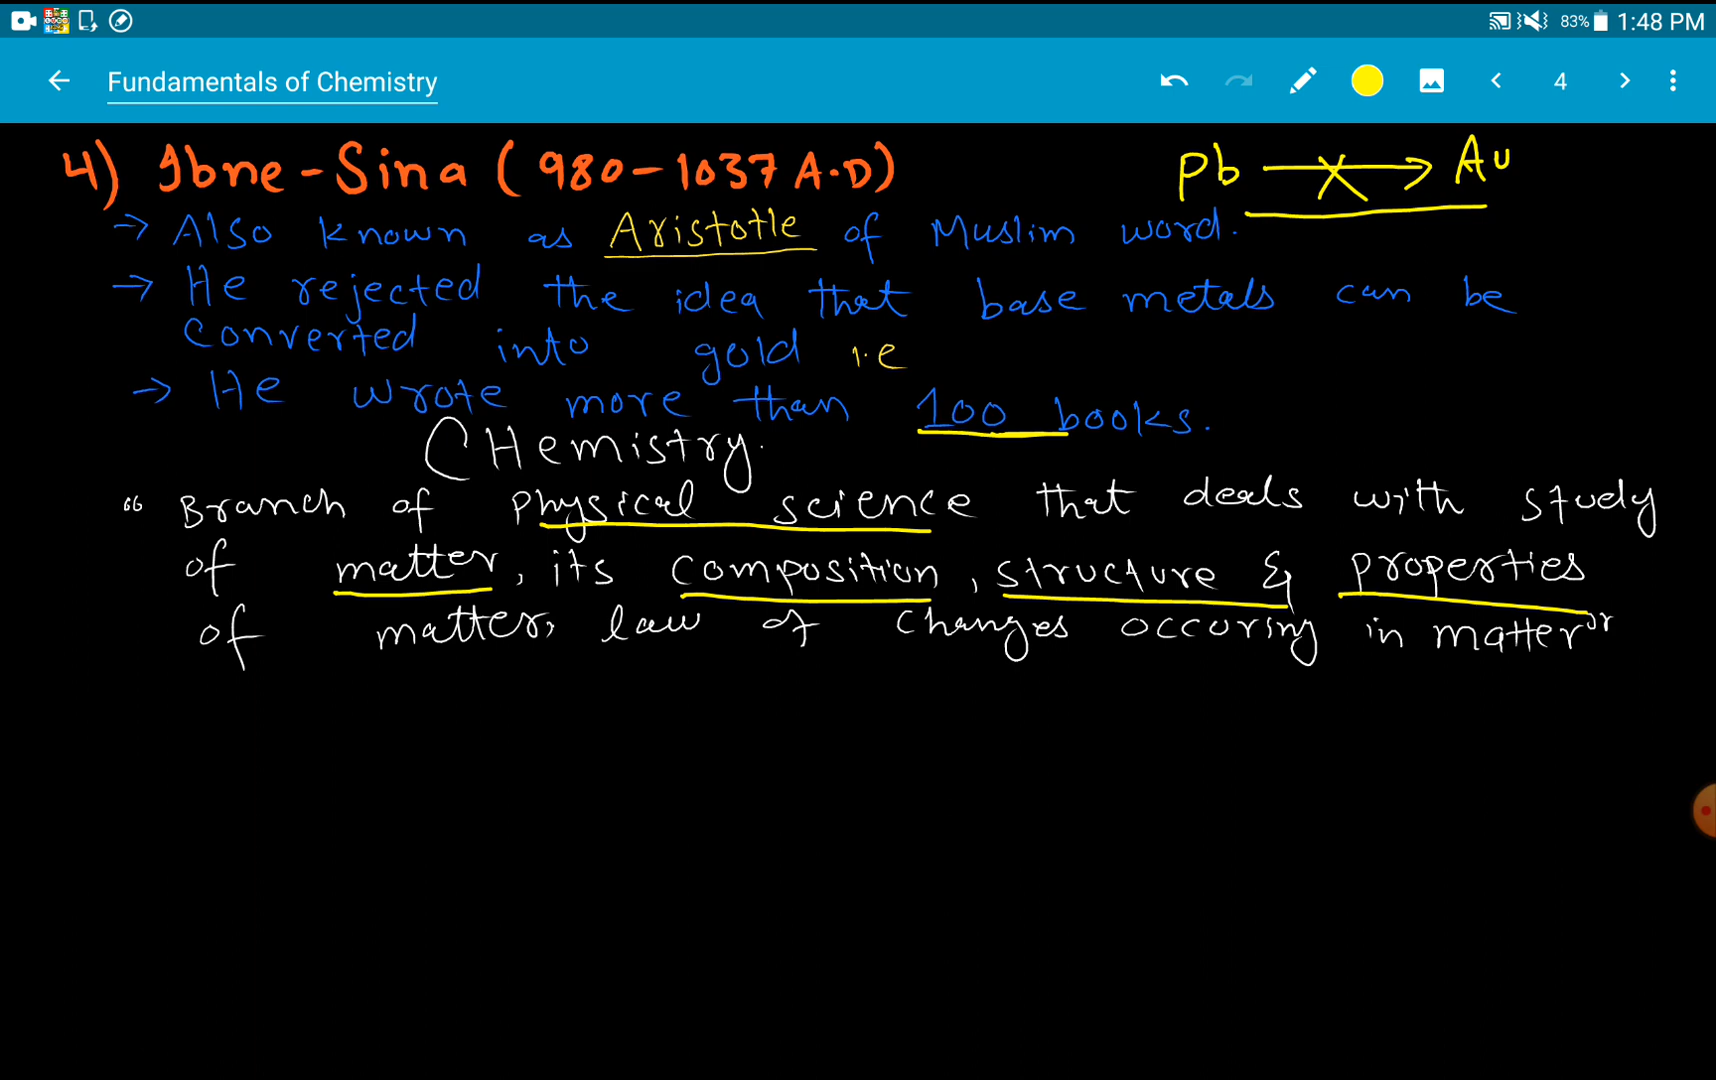 83% 1:48 PM
Fundamentals of Chemistry 4
4) Ibne-Sina (980-1037 A.D)
Pb → Au
→ Also known as Aristotle of Muslim word.
→ He rejected the idea that base metals can be
converted into gold i.e
→ He wrote more than 100 books.
CHemistry.
“ Branch of physical science that deals with study
of matter, its composition, structure & properties
of matter, law of changes occuring in matter or